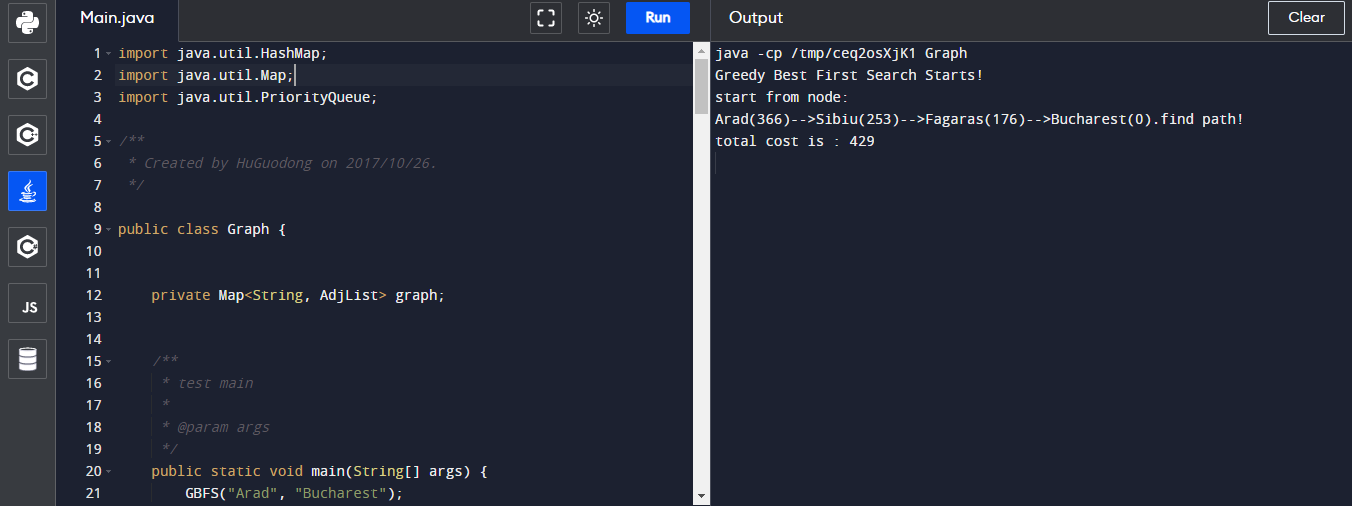 Main.java
Run
Output
Clear
1 import java.util.HashMap;
2 import java.util.Map;
3 import java.util.PriorityQueue;
4
5 /**
6 * Created by HuGuodong on 2017/10/26.
7 */
8
9 public class Graph {
10
11
12 private Map<String, AdjList> graph;
13
14
15 /**
16 * test main
17 *
18 * @param args
19 */
20 public static void main(String[] args) {
21 GBFS("Arad", "Bucharest");
java -cp /tmp/ceq2osXjK1 Graph
Greedy Best First Search Starts!
start from node:
Arad(366)-->Sibiu(253)-->Fagaras(176)-->Bucharest(0).find path!
total cost is : 429
C
C++
C#
JS